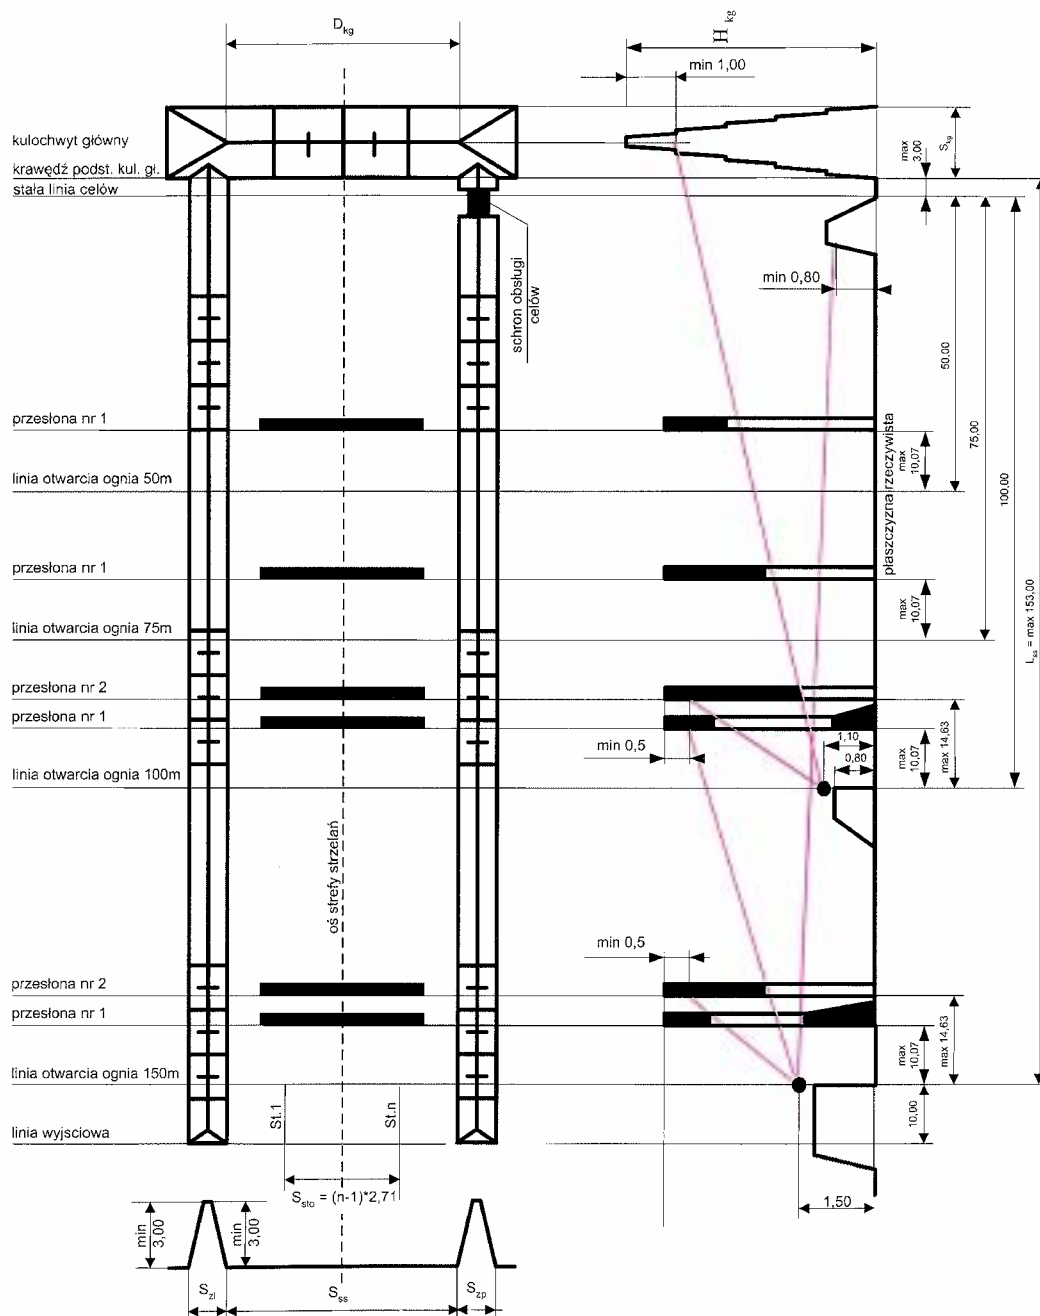 D_kg
H_kg
min 1,00
kulochwyt główny
max 3,00
S_kg
krawędź podst. kul. gł.
stała linia celów
schron obsługi celów
min 0,80
50,00
75,00
100,00
L_ss = max 153,00
płaszczyzna rzeczywista
przesłona nr 1
max 10,07
linia otwarcia ognia 50m
przesłona nr 1
max 10,07
linia otwarcia ognia 75m
przesłona nr 2
przesłona nr 1
min 0,5
1,10
0,80
max 10,07
max 14,63
linia otwarcia ognia 100m
oś strefy strzelań
min 0,5
przesłona nr 2
przesłona nr 1
max 10,07
max 14,63
linia otwarcia ognia 150m
St.1
St.n
10,00
linia wyjsciowa
S_sta = (n-1)*2,71
1,50
min 3,00
min 3,00
S_zl
S_ss
S_zp